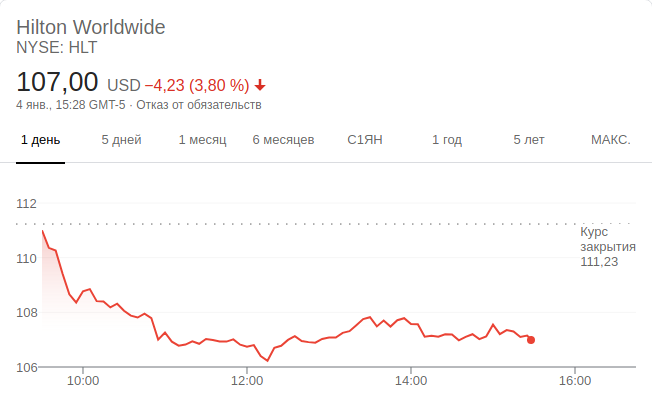 Hilton Worldwide
NYSE: HLT
107,00 USD −4,23 (3,80 %)
4 янв., 15:28 GMT-5 · Отказ от обязательств
1 день 5 дней 1 месяц 6 месяцев С1ЯН 1 год 5 лет МАКС.
112
Курс
закрытия
111,23
110
108
106
10:00 12:00 14:00 16:00